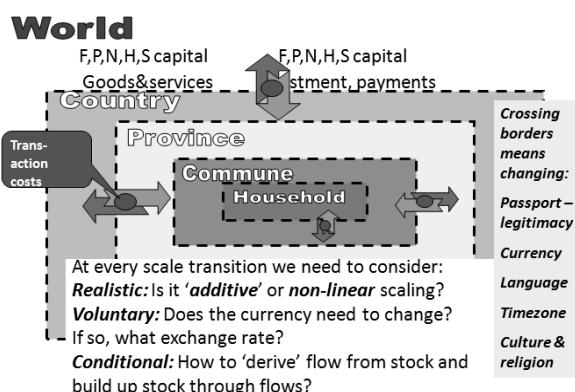 World
F,P,N,H,S capital
F,P,N,H,S capital
Goods&services
stment, payments
Country
Province
Trans-
action
costs
Commune
Household
Crossing
borders
means
changing:
Passport –
legitimacy
Currency
Language
Timezone
Culture &
religion
At every scale transition we need to consider:
Realistic: Is it ‘additive’ or non-linear scaling?
Voluntary: Does the currency need to change?
If so, what exchange rate?
Conditional: How to ‘derive’ flow from stock and
build up stock through flows?